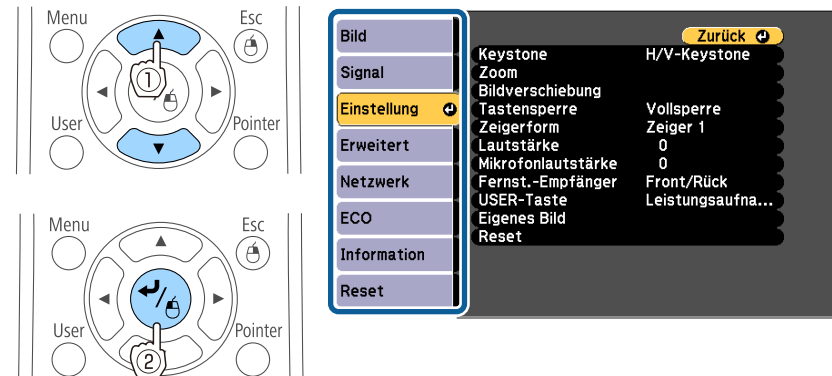 Menu
Esc
1
User
Pointer
Menu
Esc
User
Pointer
2
Bild
Signal
Einstellung
Erweitert
Netzwerk
ECO
Information
Reset
Zurück
Keystone H/V-Keystone
Zoom
Bildverschiebung
Tastensperre Vollsperre
Zeigerform Zeiger 1
Lautstärke 0
Mikrofonlautstärke 0
Fernst.-Empfänger Front/Rück
USER-Taste Leistungsaufna...
Eigenes Bild
Reset